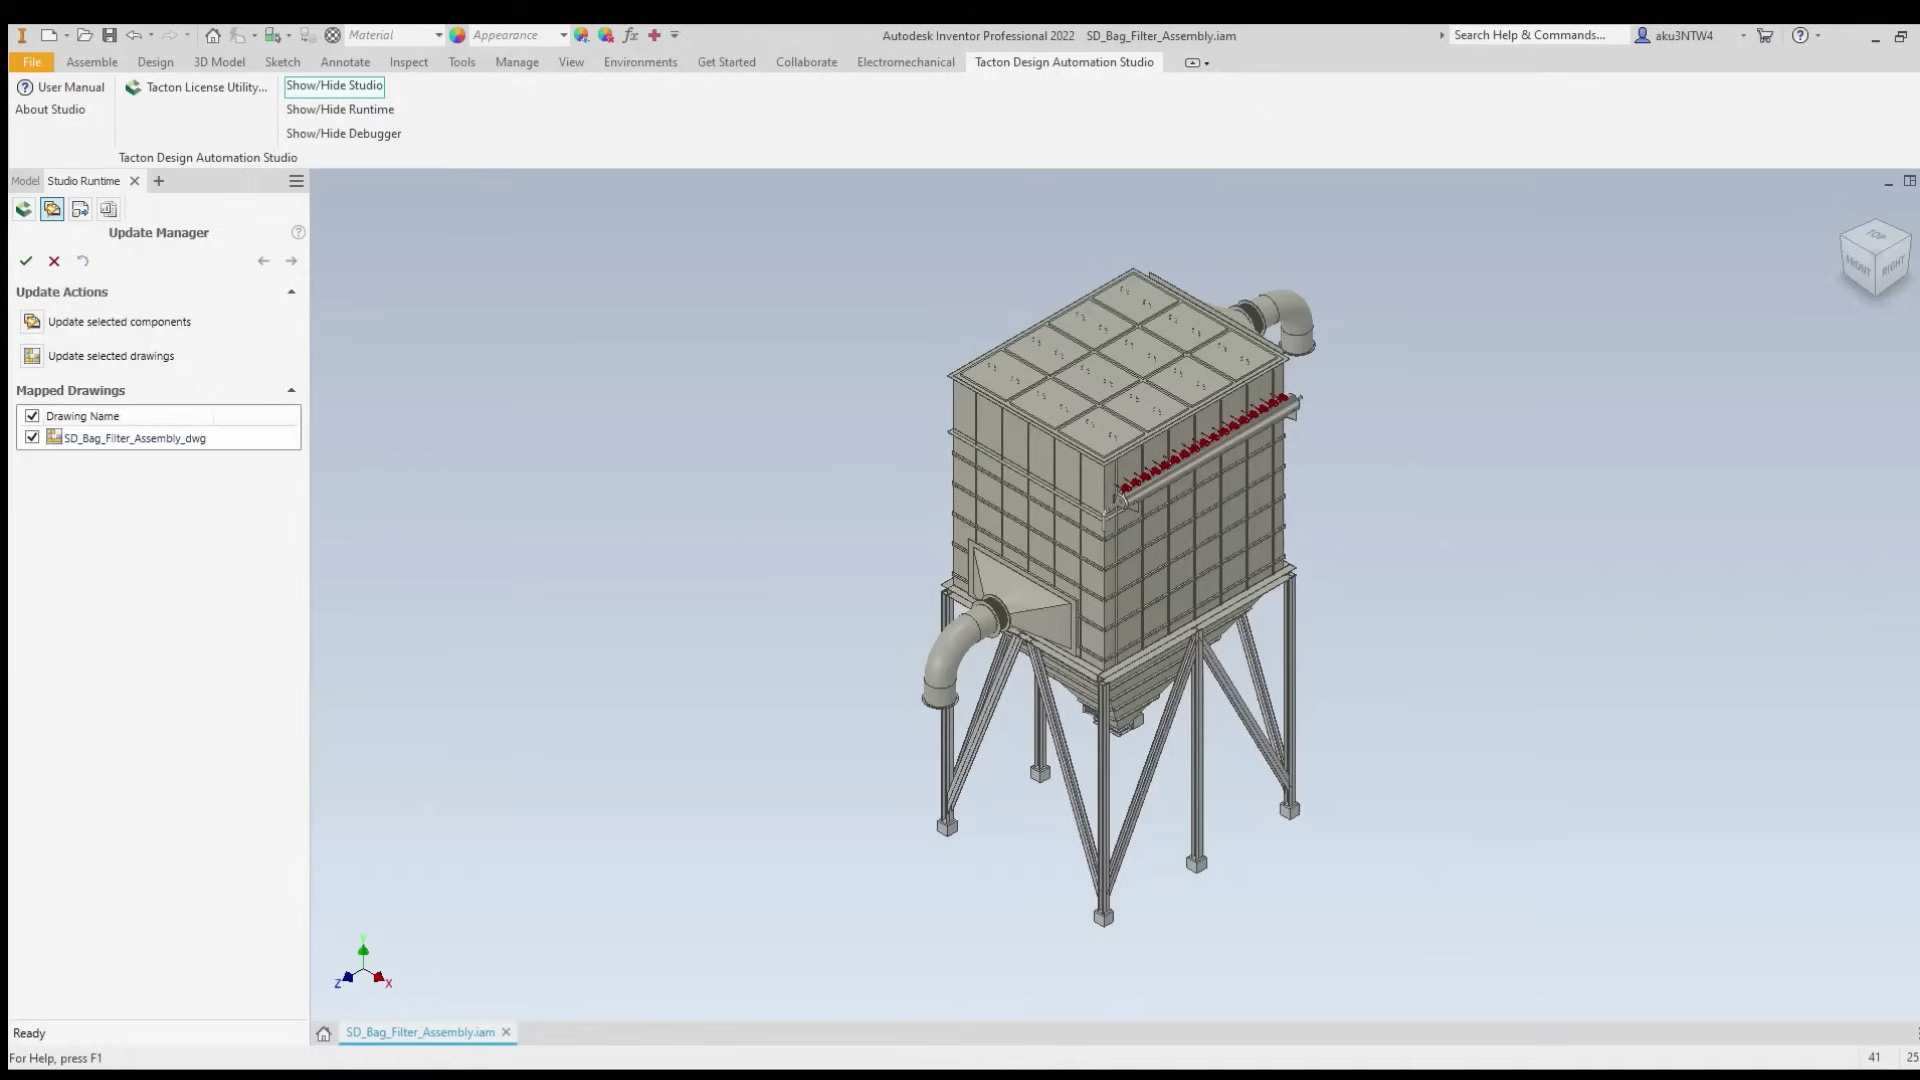 Material
Appearance
fx
Autodesk Inventor Professional 2022 SD_Bag_Filter_Assembly.iam
Search Help & Commands...
aku3NTW4
File Assemble Design 3D Model Sketch Annotate Inspect Tools Manage View Environments Get Started Collaborate Electromechanical Tacton Design Automation Studio
User Manual
Tacton License Utility...
Show/Hide Studio
About Studio
Show/Hide Runtime
Show/Hide Debugger
Tacton Design Automation Studio
Model Studio Runtime
Update Manager
Update Actions
Update selected components
Update selected drawings
Mapped Drawings
Drawing Name
SD_Bag_Filter_Assembly_dwg
TOP
FRONT RIGHT
Y
Z X
Ready
SD_Bag_Filter_Assembly.iam
For Help, press F1
41 25